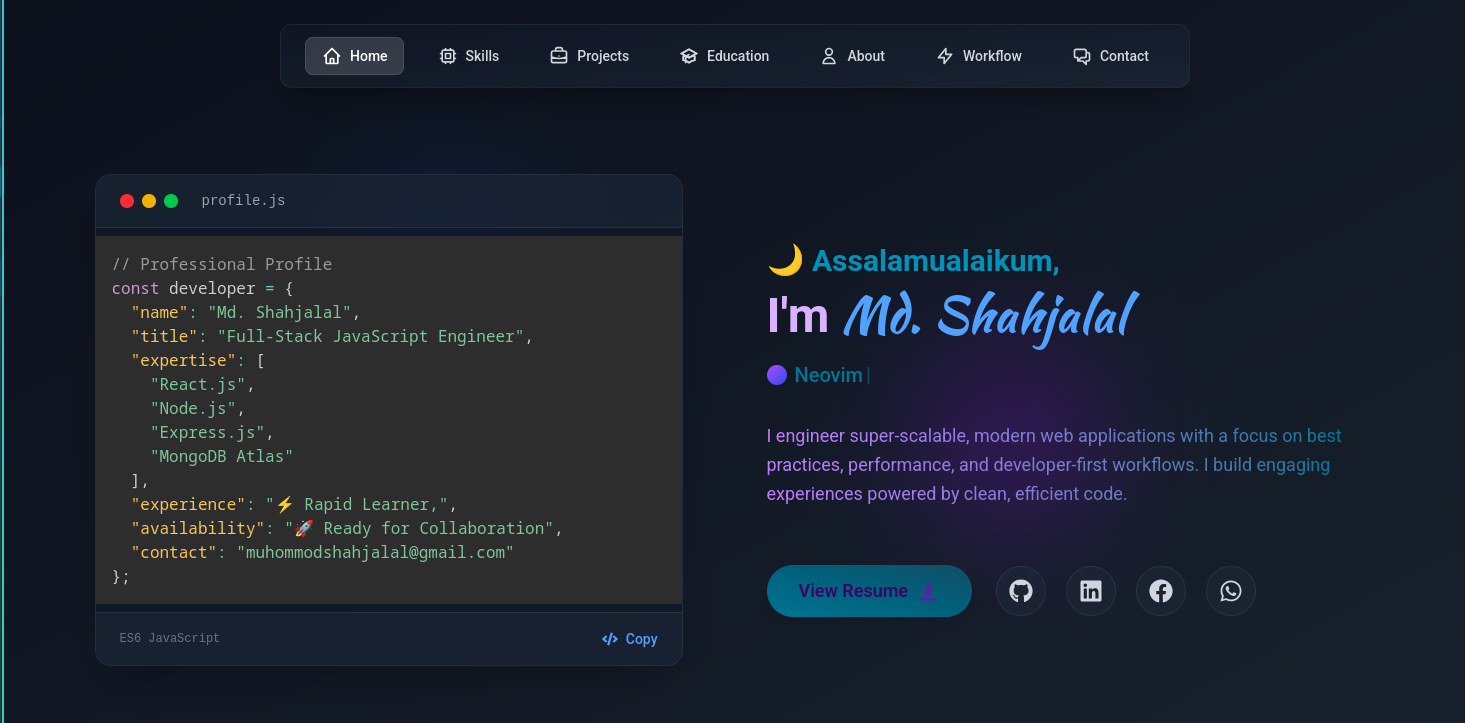 Home Skills Projects Education About Workflow Contact
profile.js
// Professional Profile
const developer = {
"name": "Md. Shahjalal",
"title": "Full-Stack JavaScript Engineer",
"expertise": [
"React.js",
"Node.js",
"Express.js",
"MongoDB Atlas"
],
"experience": "⚡ Rapid Learner,",
"availability": "🚀 Ready for Collaboration",
"contact": "muhommodshahjalal@gmail.com"
};
ES6 JavaScript
Copy
🌙 Assalamualaikum,
I'm Md. Shahjalal
Neovim|
I engineer super-scalable, modern web applications with a focus on best
practices, performance, and developer-first workflows. I build engaging
experiences powered by clean, efficient code.
View Resume